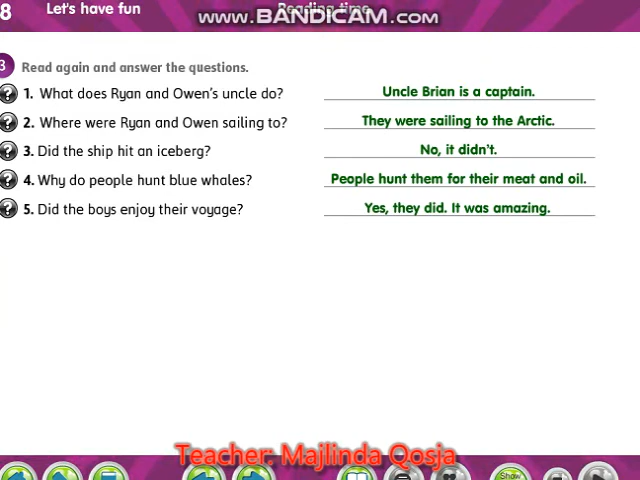 8 Let's have fun Reading time
www.BANDICAM.com
3 Read again and answer the questions.
? 1. What does Ryan and Owen's uncle do? Uncle Brian is a captain.
? 2. Where were Ryan and Owen sailing to? They were sailing to the Arctic.
? 3. Did the ship hit an iceberg? No, it didn't.
? 4. Why do people hunt blue whales? People hunt them for their meat and oil.
? 5. Did the boys enjoy their voyage? Yes, they did. It was amazing.
Teacher: Majlinda Qosja
Show